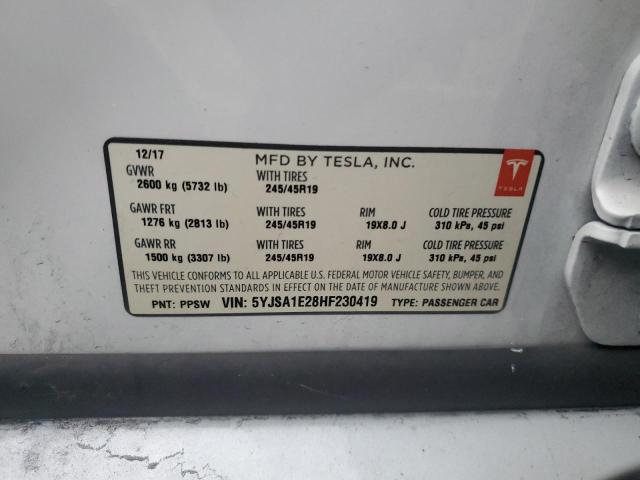 12/17 MFD BY TESLA, INC.
GVWR WITH TIRES
2600 kg (5732 lb) 245/45R19
TESLA
GAWR FRT WITH TIRES RIM COLD TIRE PRESSURE
1276 kg (2813 lb) 245/45R19 19X8.0 J 310 kPa, 45 psi
GAWR RR WITH TIRES RIM COLD TIRE PRESSURE
1500 kg (3307 lb) 245/45R19 19X8.0 J 310 kPa, 45 psi
THIS VEHICLE CONFORMS TO ALL APPLICABLE U.S. FEDERAL MOTOR VEHICLE SAFETY, BUMPER, AND
THEFT PREVENTION STANDARDS IN EFFECT ON THE DATE OF MANUFACTURE SHOWN ABOVE.
PNT: PPSW VIN: 5YJSA1E28HF230419 TYPE: PASSENGER CAR